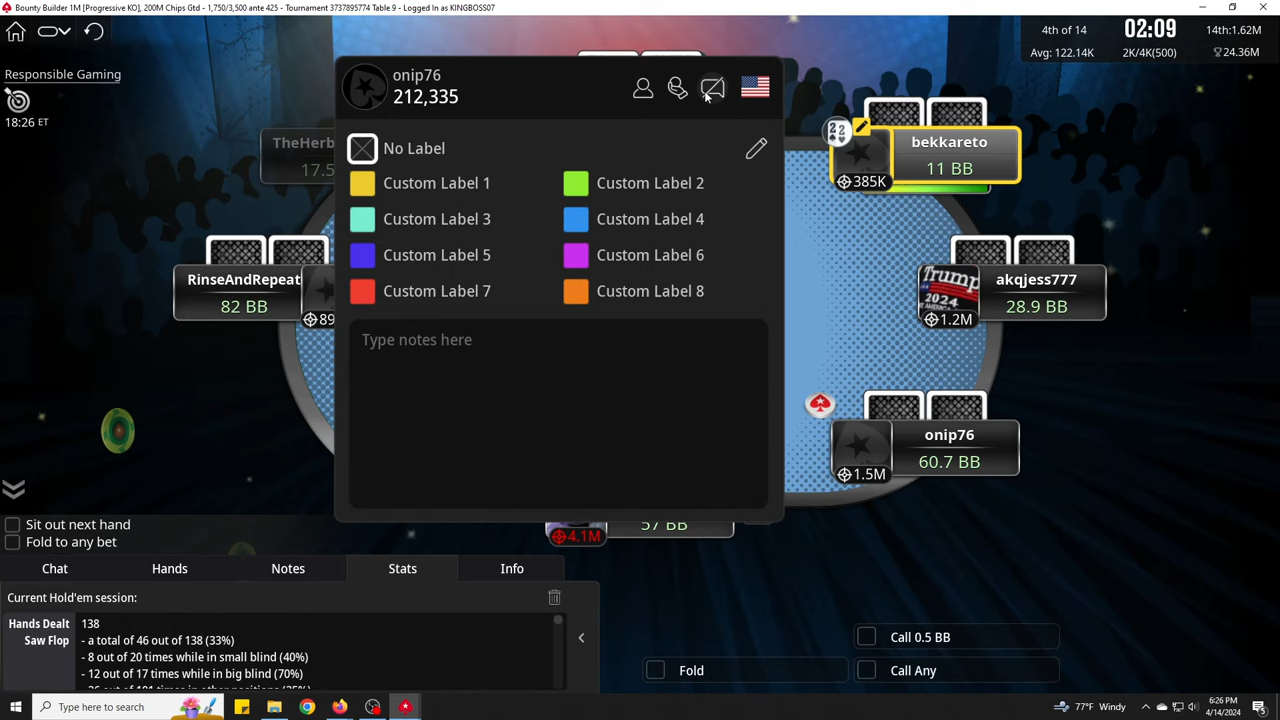 Bounty Builder 1M [Progressive KO], 200M Chips Gtd - 1,750/3,500 ante 425 - Tournament 3737895774 Table 9 - Logged In as KINGBOSS07
4th of 14
02:09
14th:1.62M
Avg: 122.14K
2K/4K(500)
24.36M
Responsible Gaming
18:26 ET
onip76
212,335
No Label
Custom Label 1
Custom Label 2
Custom Label 3
Custom Label 4
Custom Label 5
Custom Label 6
Custom Label 7
Custom Label 8
Type notes here
TheHerb
17.5
RinseAndRepeat
82 BB
89
2 2
bekkareto
11 BB
385K
Trump
2024
akqjess777
28.9 BB
1.2M
onip76
60.7 BB
1.5M
57 BB
4.1M
Sit out next hand
Fold to any bet
Chat
Hands
Notes
Stats
Info
Current Hold'em session:
Hands Dealt 138
Saw Flop - a total of 46 out of 138 (33%)
- 8 out of 20 times while in small blind (40%)
- 12 out of 17 times while in big blind (70%)
Call 0.5 BB
Fold
Call Any
Type here to search
77°F Windy
6:26 PM
4/14/2024
5